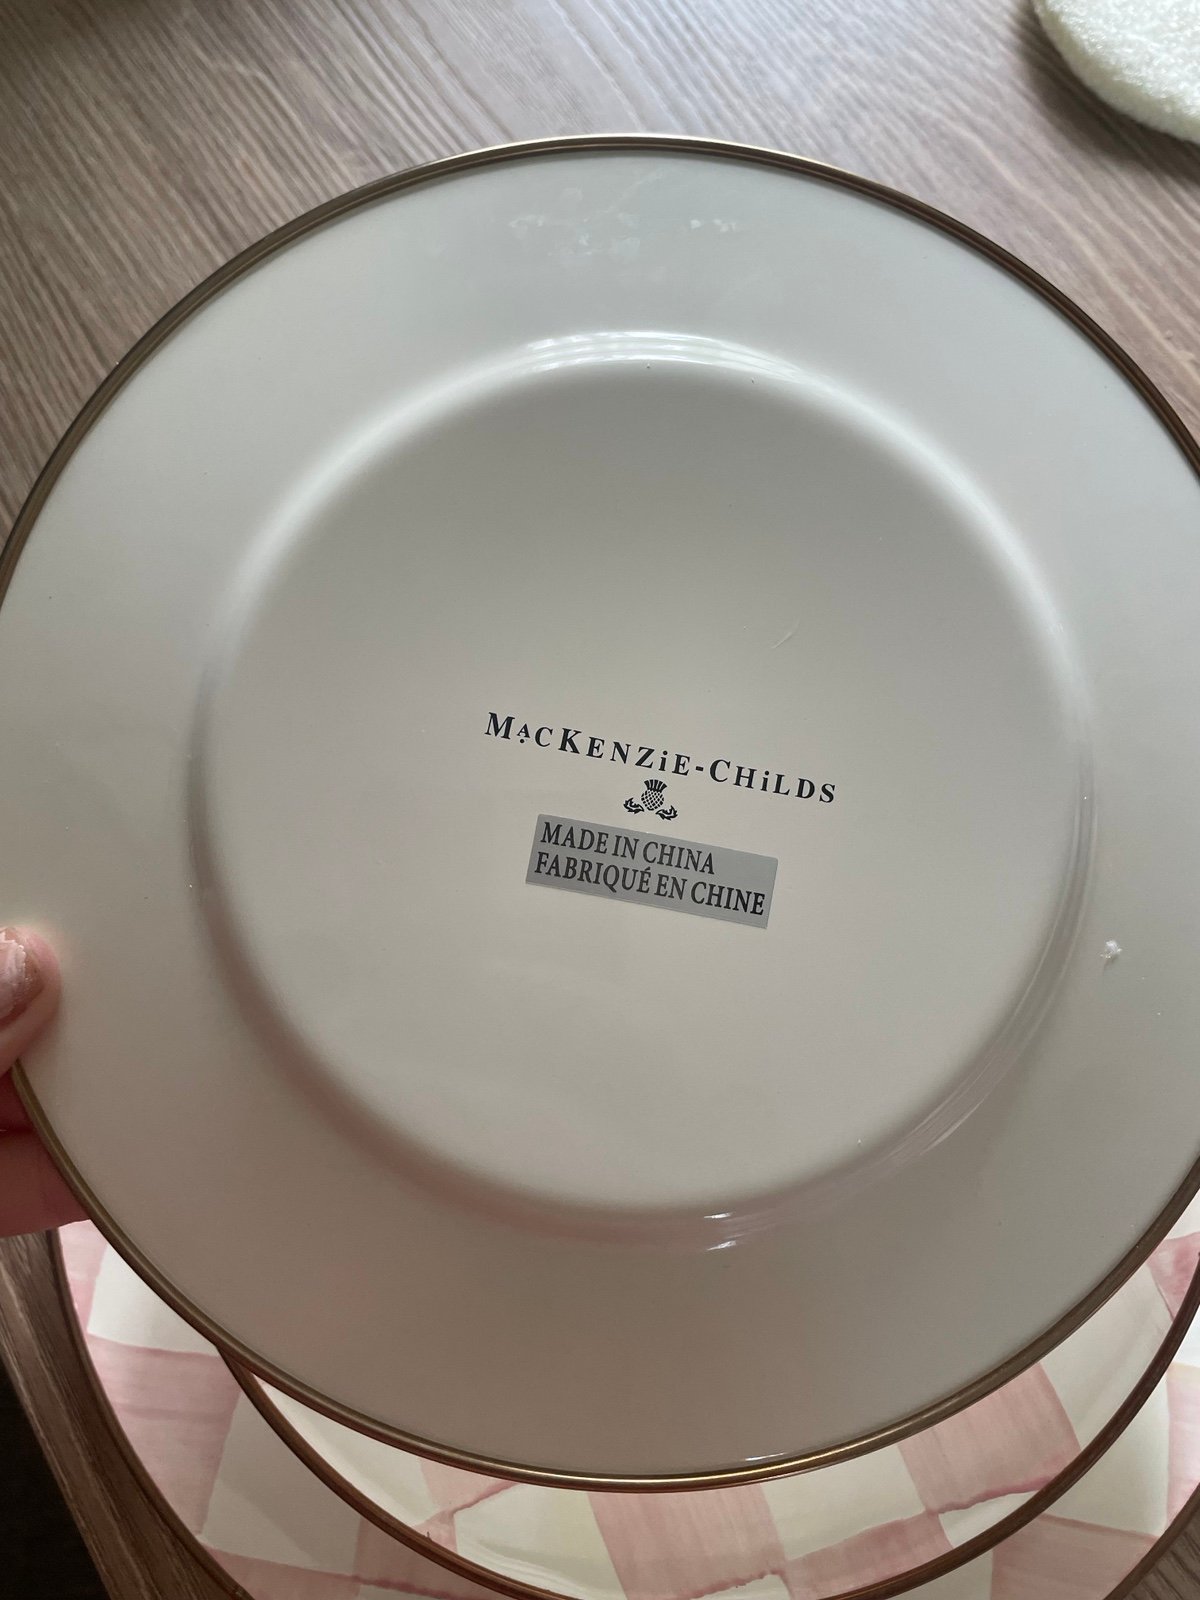 MACKENZiE-CHiLDS
MADE IN CHINA
FABRIQUÉ EN CHINE